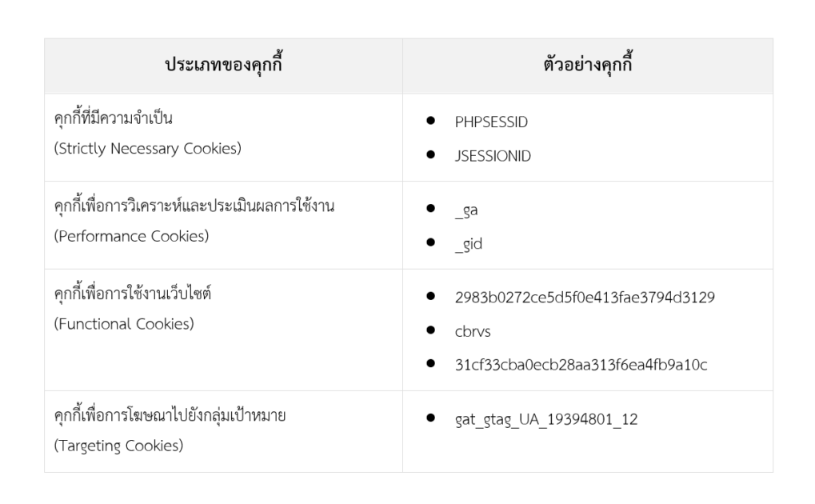 ประเภทของคุกกี้
ตัวอย่างคุกกี้
คุกกี้ที่มีความจำเป็น
(Strictly Necessary Cookies)
PHPSESSID
JSESSIONID
คุกกี้เพื่อการวิเคราะห์และประเมินผลการใช้งาน
(Performance Cookies)
_ga
_gid
คุกกี้เพื่อการใช้งานเว็บไซต์
(Functional Cookies)
2983b0272ce5d5f0e413fae3794d3129
cbrvs
31cf33cba0ecb28aa313f6ea4fb9a10c
คุกกี้เพื่อการโฆษณาไปยังกลุ่มเป้าหมาย
(Targeting Cookies)
gat_gtag_UA_19394801_12